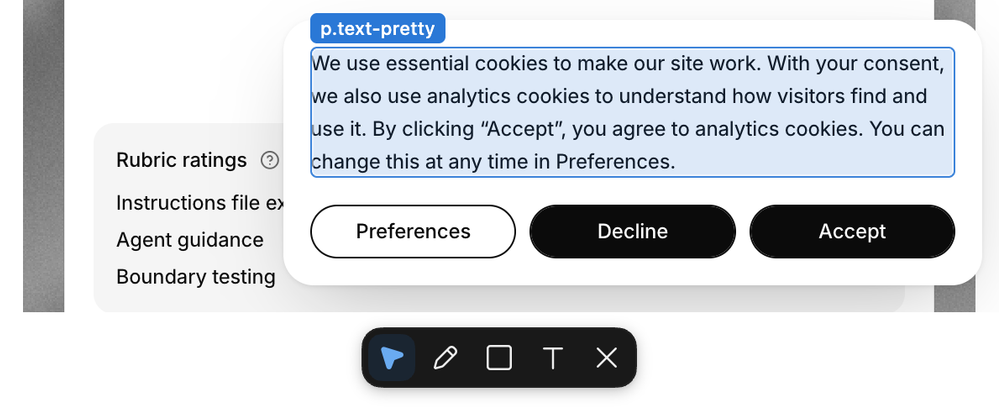 p.text-pretty
We use essential cookies to make our site work. With your consent,
we also use analytics cookies to understand how visitors find and
use it. By clicking “Accept”, you agree to analytics cookies. You can
change this at any time in Preferences.
Preferences
Decline
Accept
Rubric ratings
Instructions file ex
Agent guidance
Boundary testing